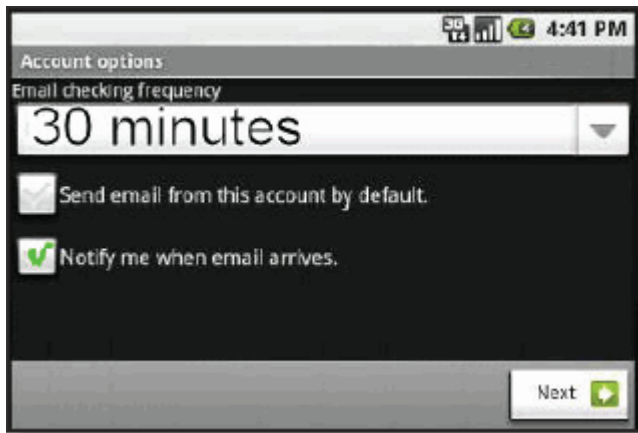 3G
4:41 PM
Account options
Email checking frequency
30 minutes
Send email from this account by default.
Notify me when email arrives.
Next